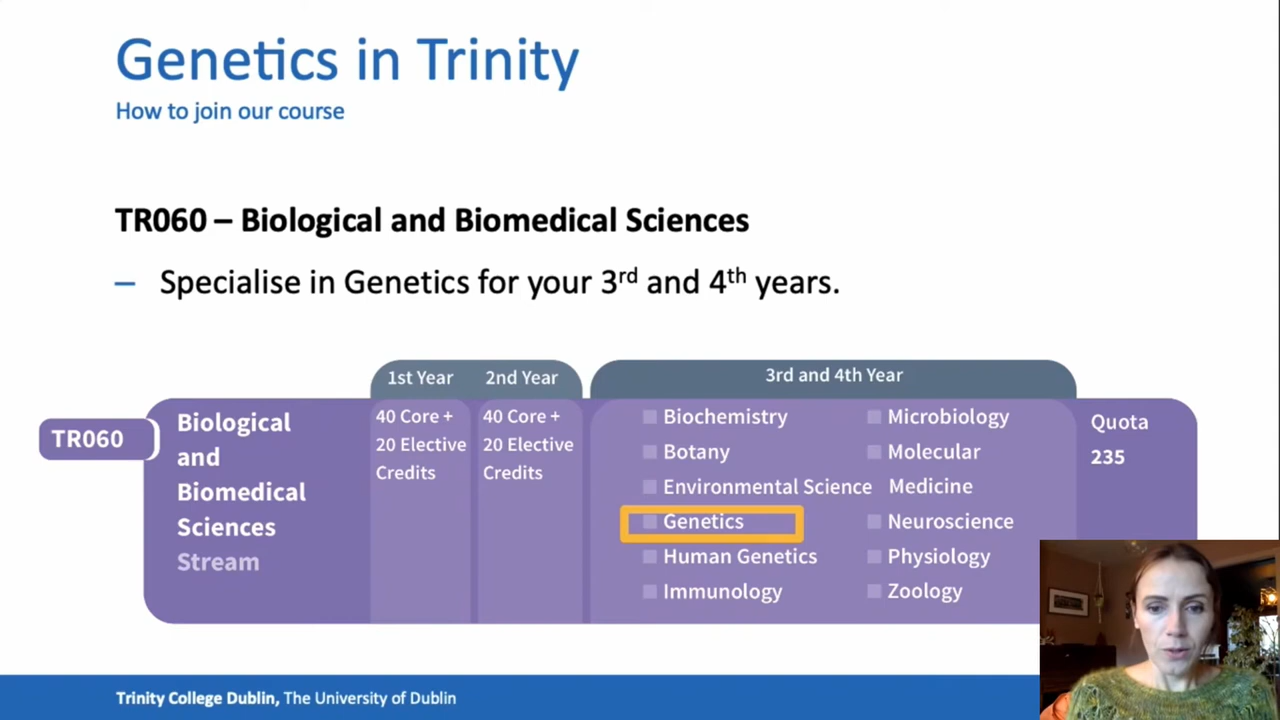 Genetics in Trinity
How to join our course
TR060 – Biological and Biomedical Sciences
– Specialise in Genetics for your 3rd and 4th years.
1st Year
2nd Year
3rd and 4th Year
TR060
Biological
and
Biomedical
Sciences
Stream
40 Core +
20 Elective
Credits
40 Core +
20 Elective
Credits
Biochemistry
Botany
Environmental Science
Genetics
Human Genetics
Immunology
Microbiology
Molecular
Medicine
Neuroscience
Physiology
Zoology
Quota
235
Trinity College Dublin, The University of Dublin